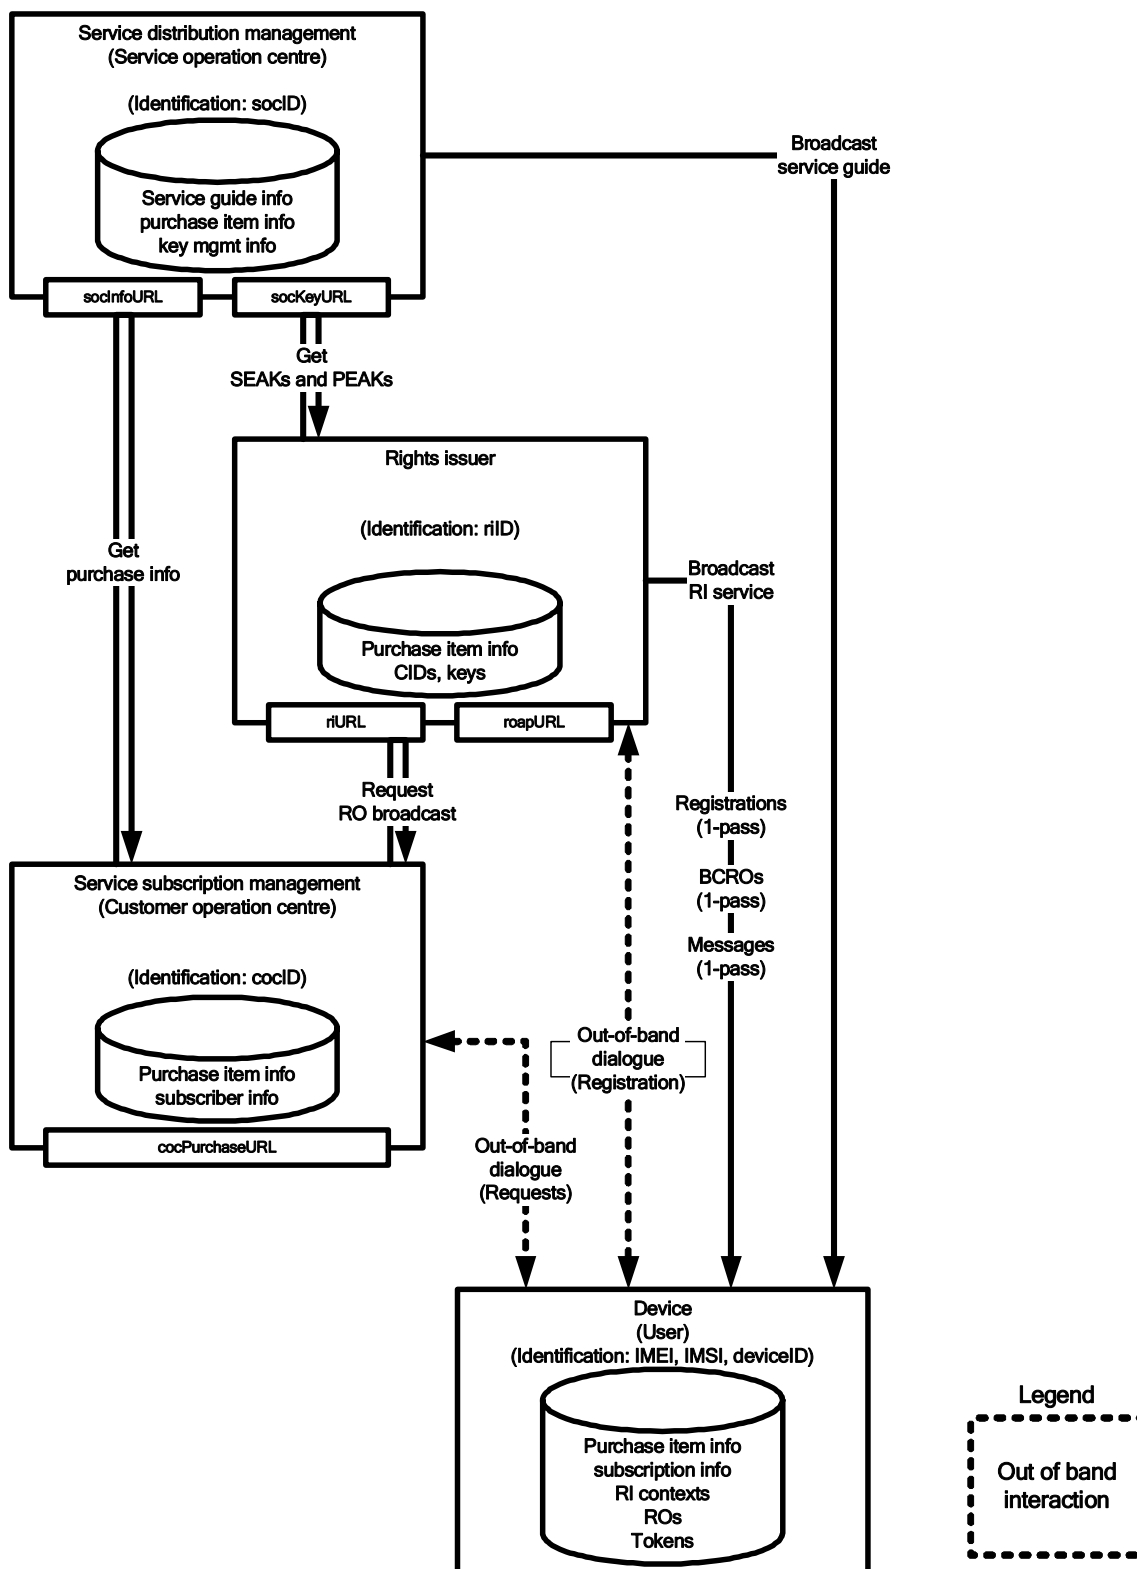 Service distribution management
(Service operation centre)
(Identification: socID)
Service guide info
purchase item info
key mgmt info
socInfoURL
socKeyURL
Broadcast
service guide
Get
SEAKs and PEAKs
Rights issuer
(Identification: riID)
Purchase item info
CIDs, keys
riURL
roapURL
Get
purchase info
Broadcast
RI service
Request
RO broadcast
Registrations
(1-pass)
BCROs
(1-pass)
Messages
(1-pass)
Service subscription management
(Customer operation centre)
(Identification: cocID)
Purchase item info
subscriber info
cocPurchaseURL
Out-of-band
dialogue
(Registration)
Out-of-band
dialogue
(Requests)
Device
(User)
(Identification: IMEI, IMSI, deviceID)
Purchase item info
subscription info
RI contexts
ROs
Tokens
Legend
Out of band
interaction